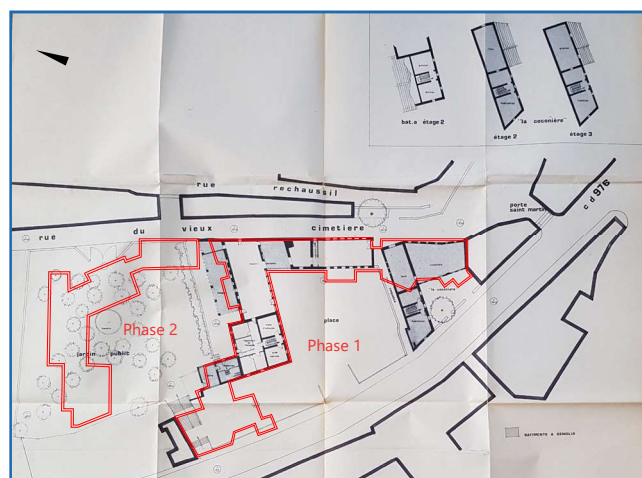 bat.a étage 2
"la coconière"
étage 2
étage 3
rue
rechaussil
porte
saint martin
c d 976
rue
du
vieux
cimetiere
"la coconière
Phase 2
Phase 1
place
jardin public
BATIMENTS A DEMOLIR